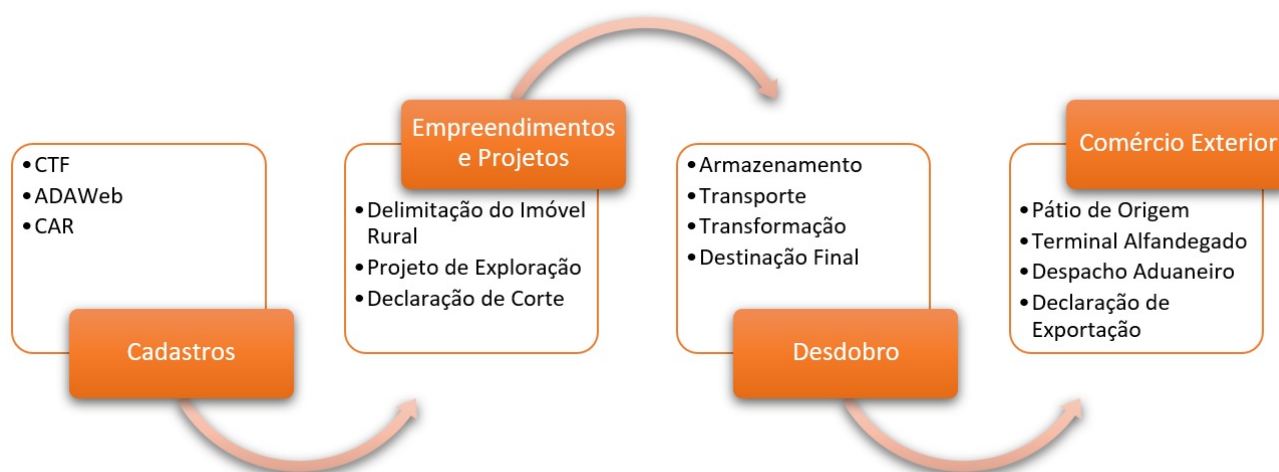 •CTF
•ADAWeb
•CAR
Cadastros
Empreendimentos
e Projetos
•Delimitação do Imóvel
Rural
•Projeto de Exploração
•Declaração de Corte
•Armazenamento
•Transporte
•Transformação
•Destinação Final
Desdobro
Comércio Exterior
•Pátio de Origem
•Terminal Alfandegado
•Despacho Aduaneiro
•Declaração de
Exportação